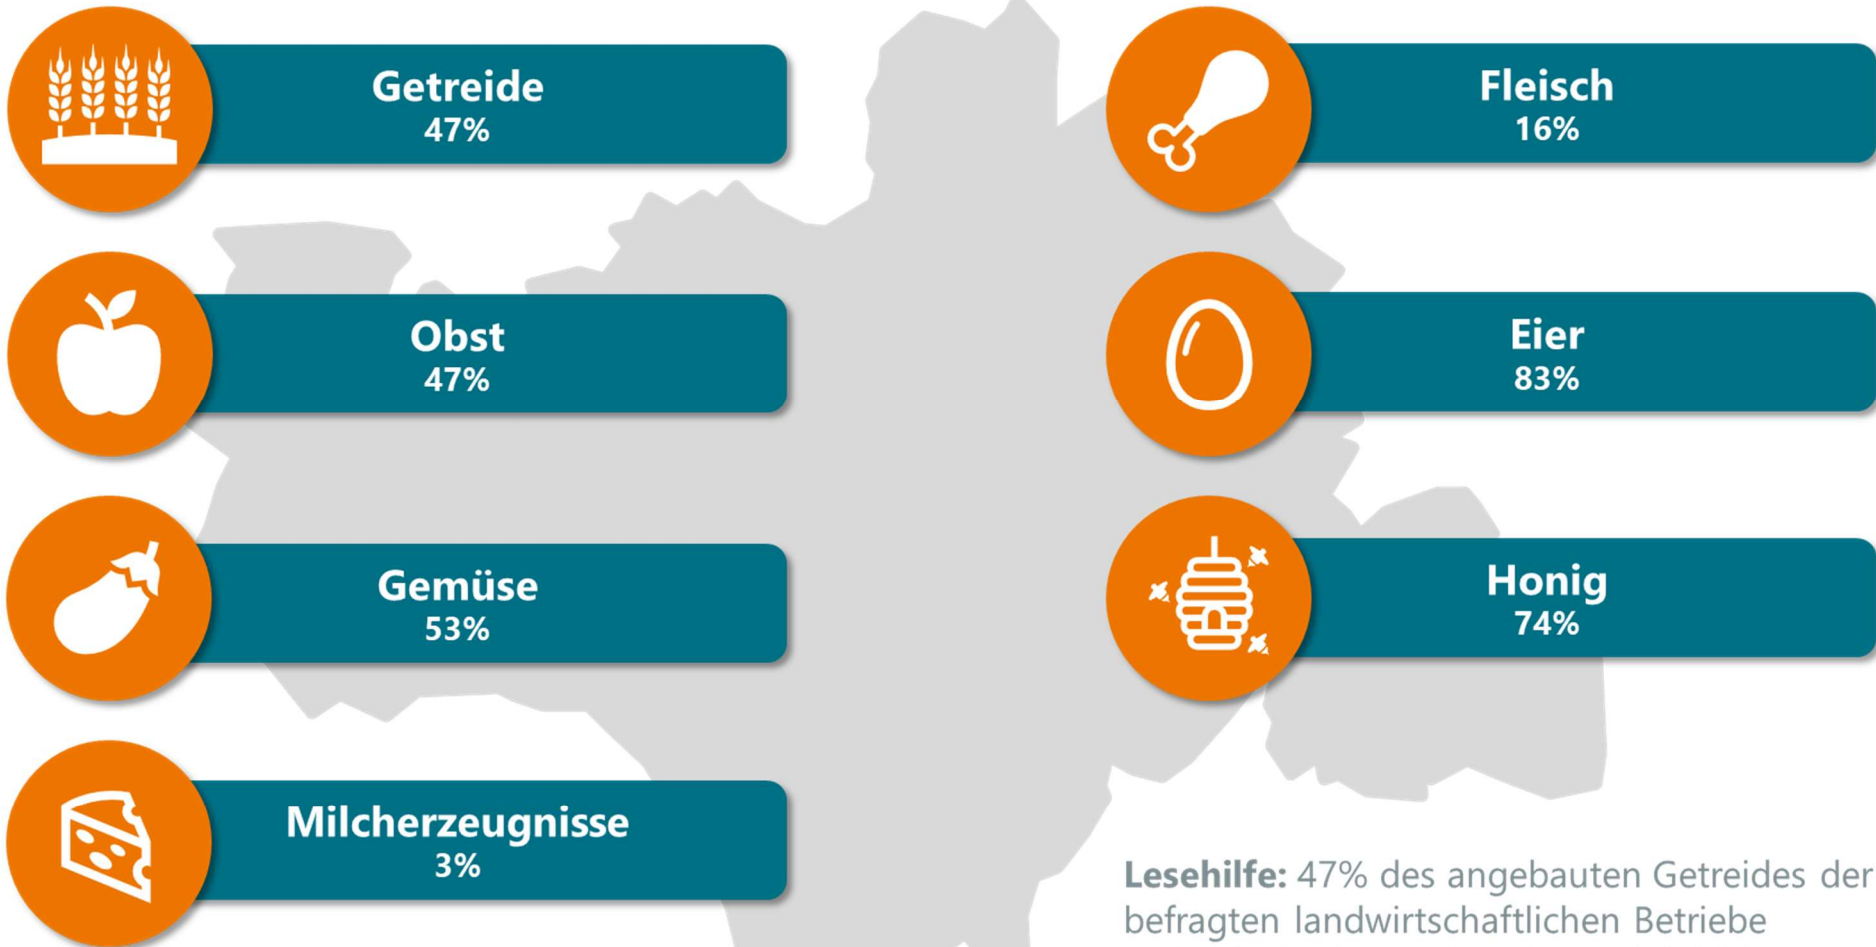 Getreide
47%
Obst
47%
Gemüse
53%
Milcherzeugnisse
3%
Fleisch
16%
Eier
83%
Honig
74%
Lesehilfe: 47% des angebauten Getreides der
befragten landwirtschaftlichen Betriebe